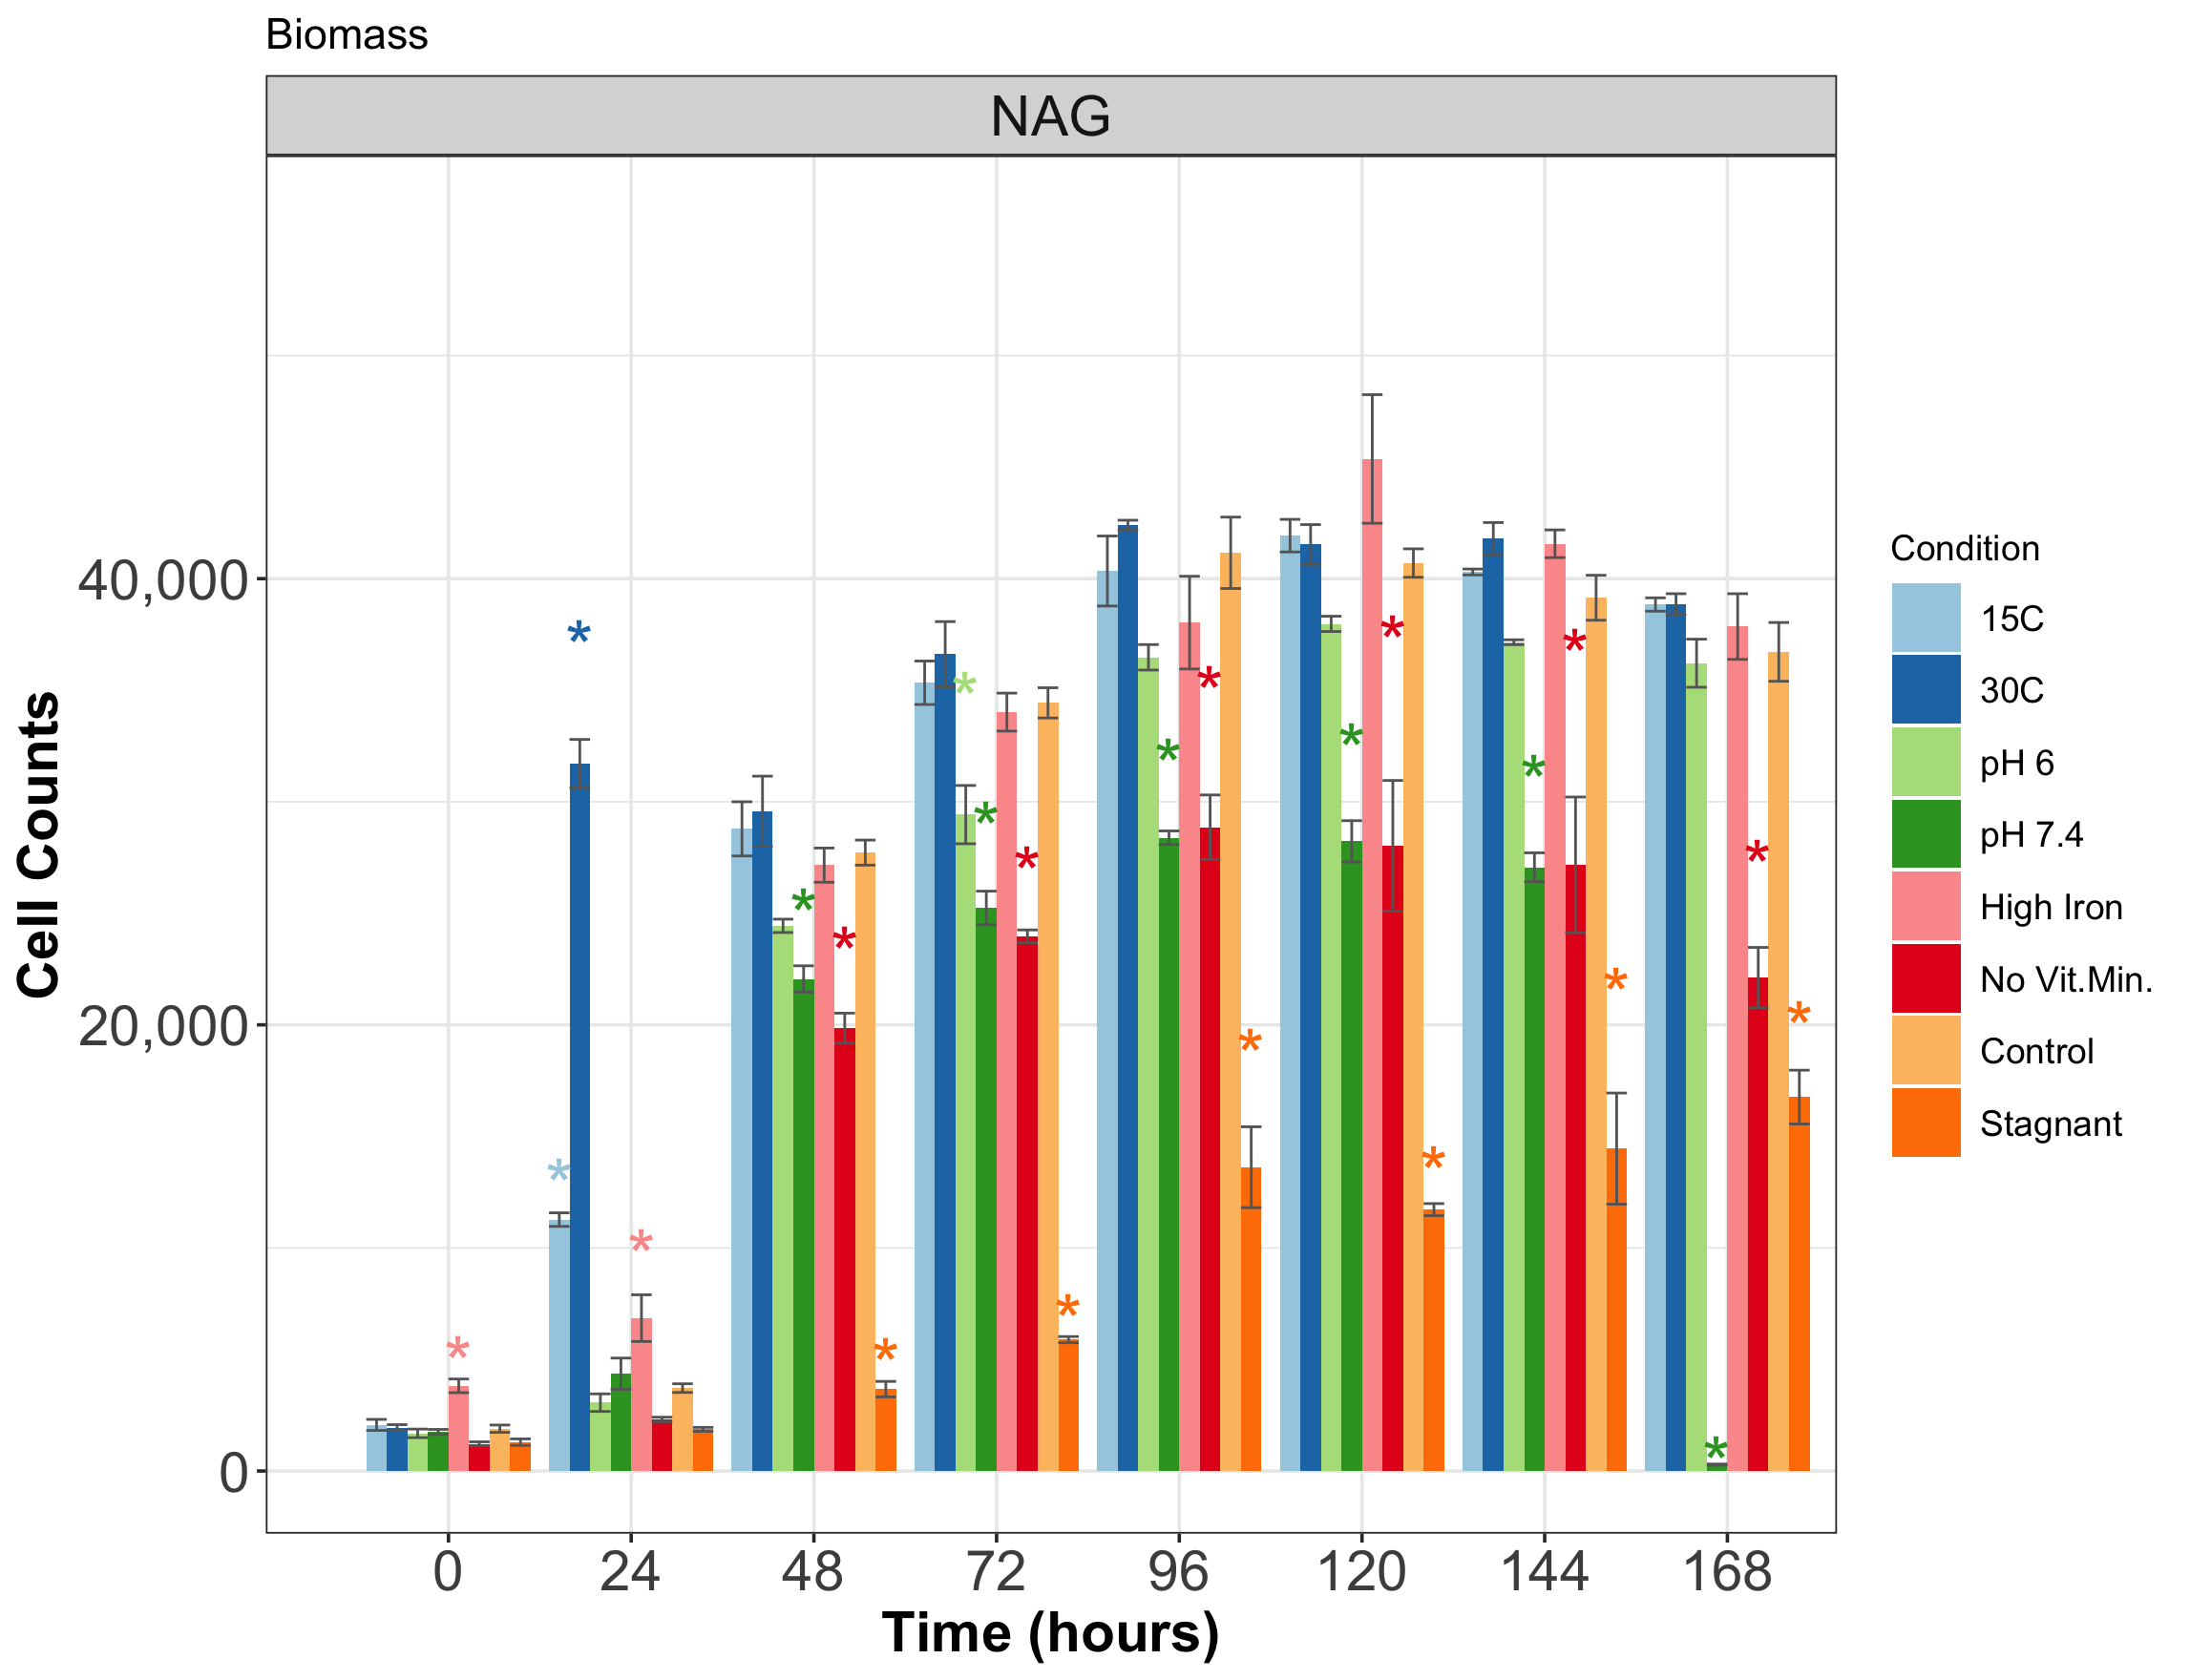 Biomass
NAG
Cell Counts
40,000
20,000
0
0 24 48 72 96 120 144 168
Time (hours)
Condition
15C
30C
pH 6
pH 7.4
High Iron
No Vit.Min.
Control
Stagnant